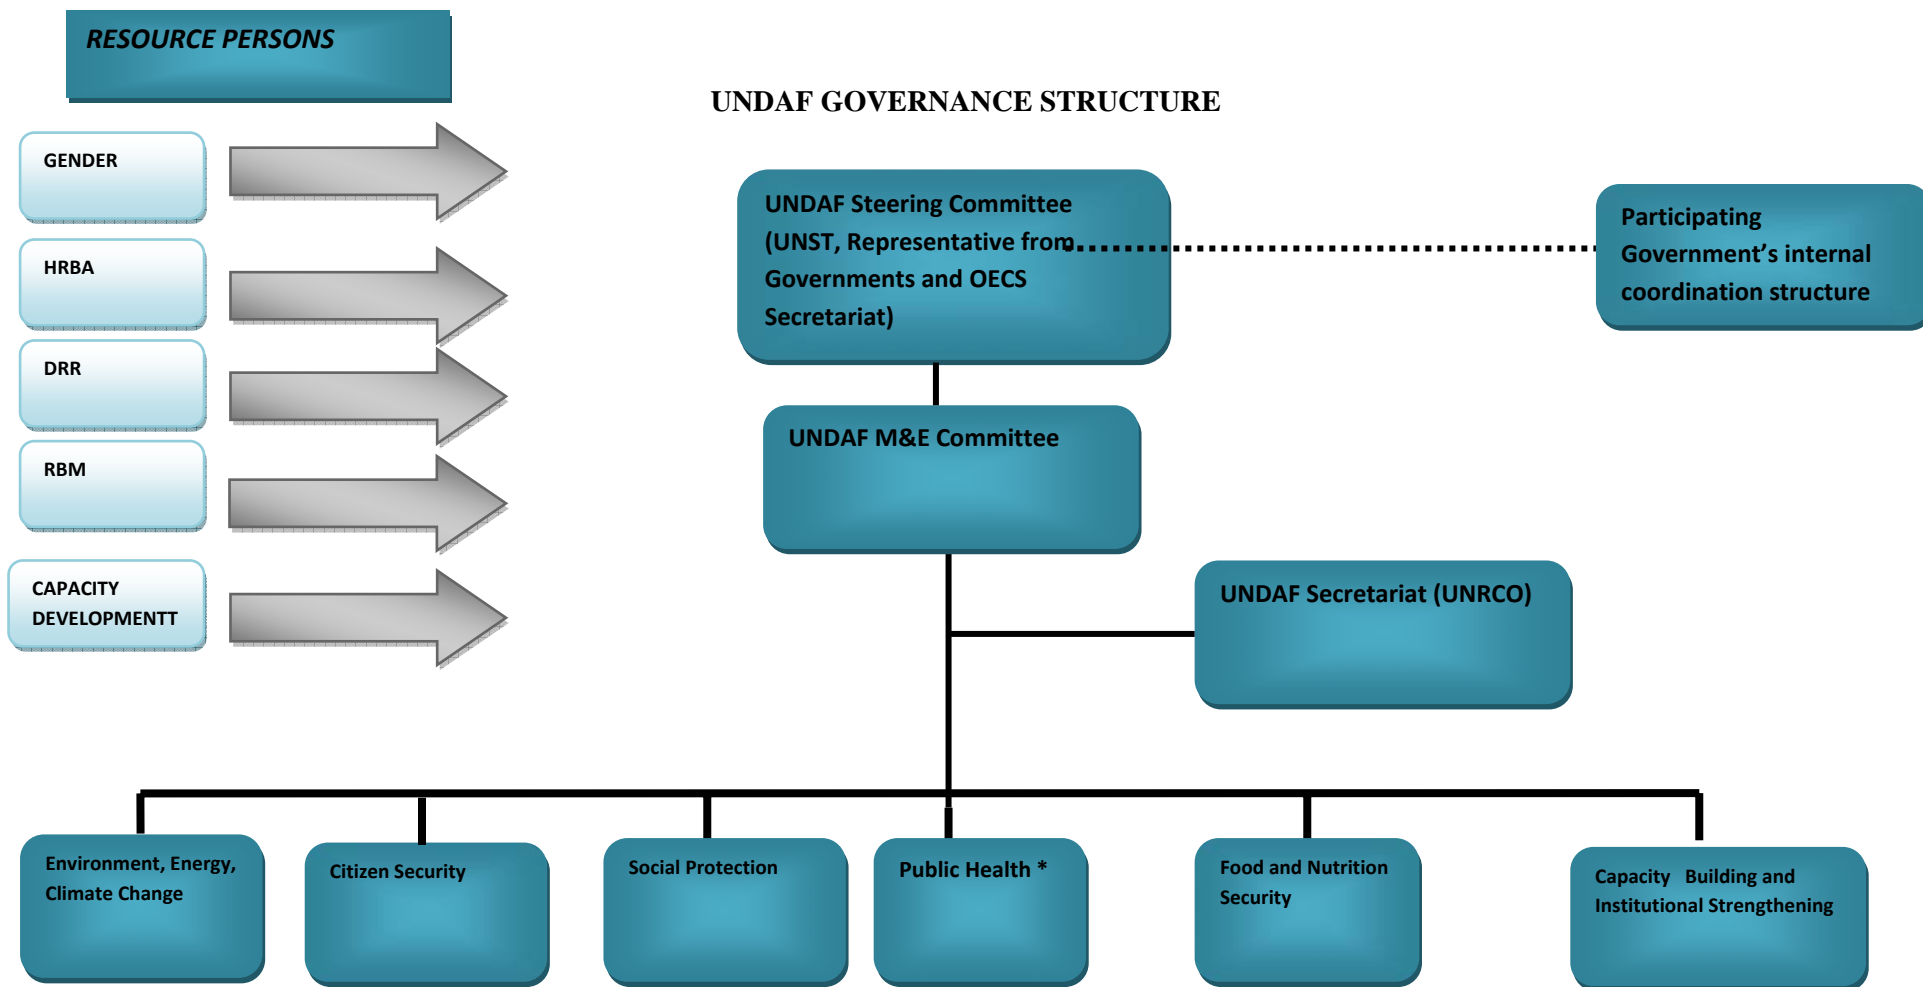 RESOURCE PERSONS
UNDAF GOVERNANCE STRUCTURE
GENDER
HRBA
DRR
RBM
CAPACITY
DEVELOPMENTT
UNDAF Steering Committee
(UNST, Representative from
Governments and OECS
Secretariat)
Participating
Government’s internal
coordination structure
UNDAF M&E Committee
UNDAF Secretariat (UNRCO)
Environment, Energy,
Climate Change
Citizen Security
Social Protection
Public Health *
Food and Nutrition
Security
Capacity Building and
Institutional Strengthening